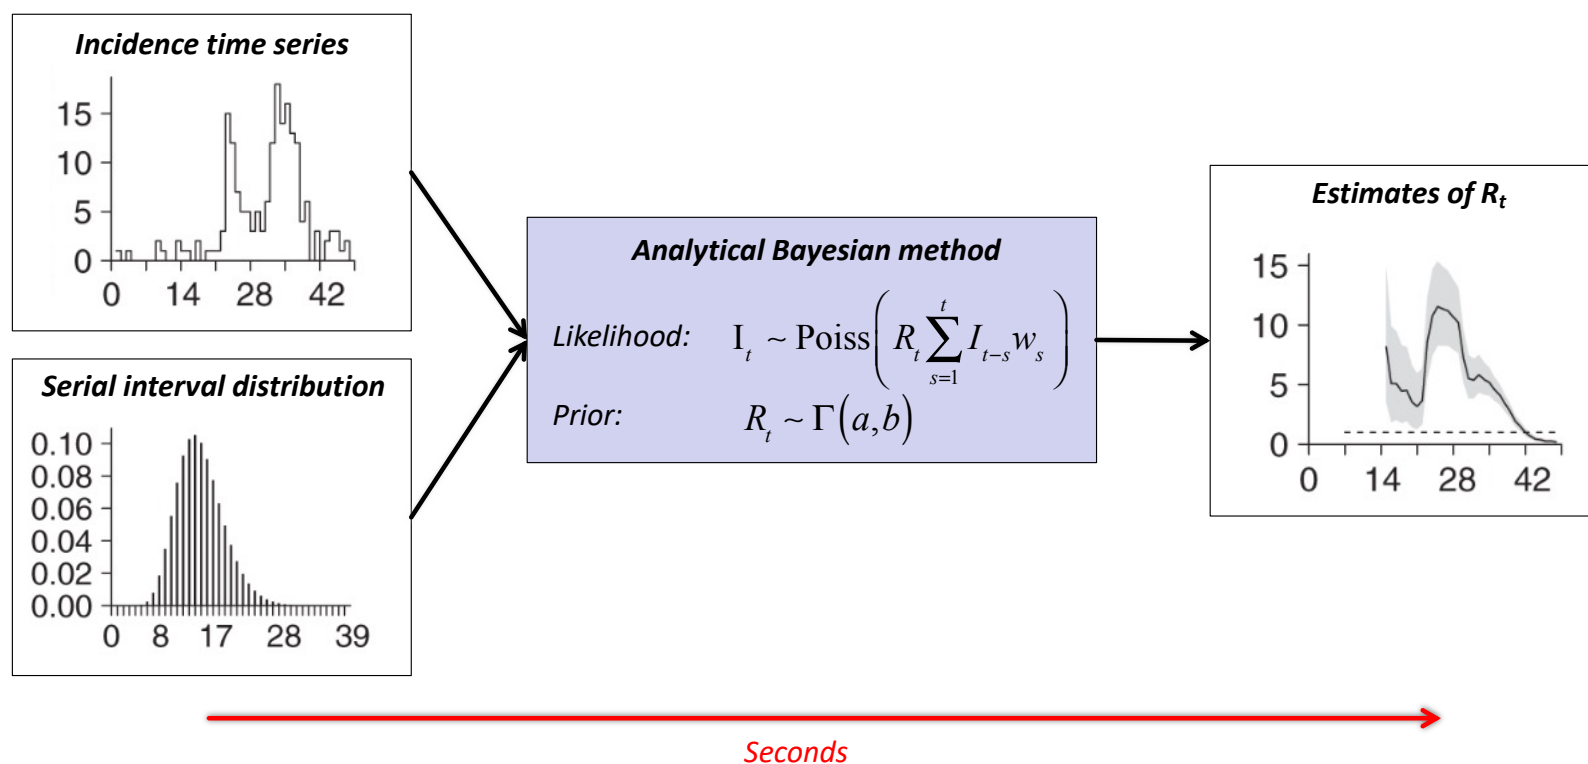 Incidence time series
15
10
5
0
0 14 28 42
Serial interval distribution
0.10
0.08
0.06
0.04
0.02
0.00
0 8 17 28 39
Analytical Bayesian method
Likelihood: I_t ~ Poiss( R_t ∑_{s=1}^{t} I_{t−s} w_s )
Prior: R_t ~ Γ(a,b)
Estimates of R_t
15
10
5
0
0 14 28 42
Seconds